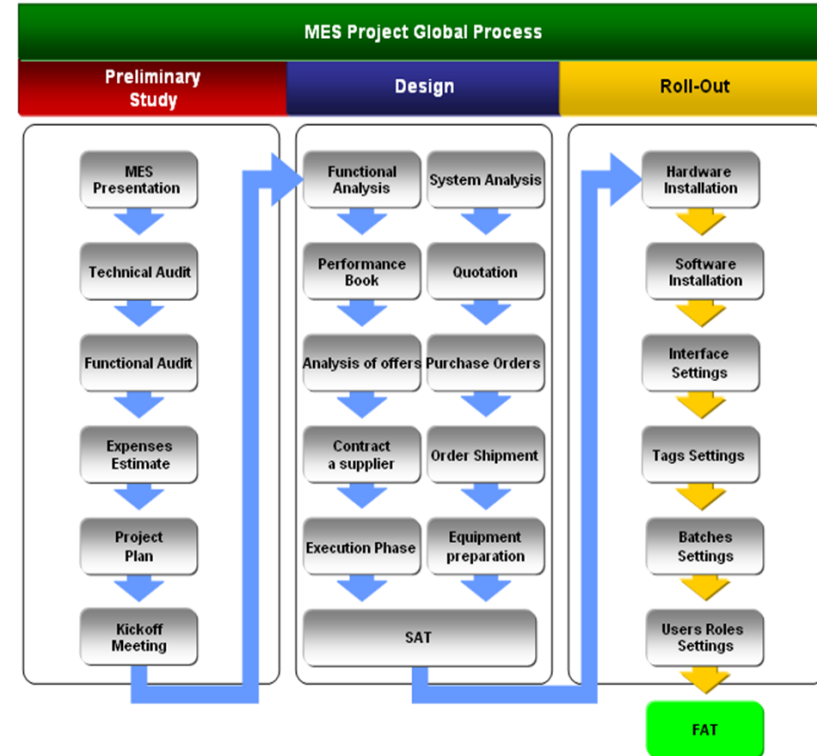 MES Project Global Process
Preliminary
Study
Design
Roll-Out
MES
Presentation
Technical Audit
Functional Audit
Expenses
Estimate
Project
Plan
Kickoff
Meeting
Functional
Analysis
Performance
Book
Analysis of offers
Contract
a supplier
Execution Phase
System Analysis
Quotation
Purchase Orders
Order Shipment
Equipment
preparation
SAT
Hardware
Installation
Software
Installation
Interface
Settings
Tags Settings
Batches
Settings
Users Roles
Settings
FAT